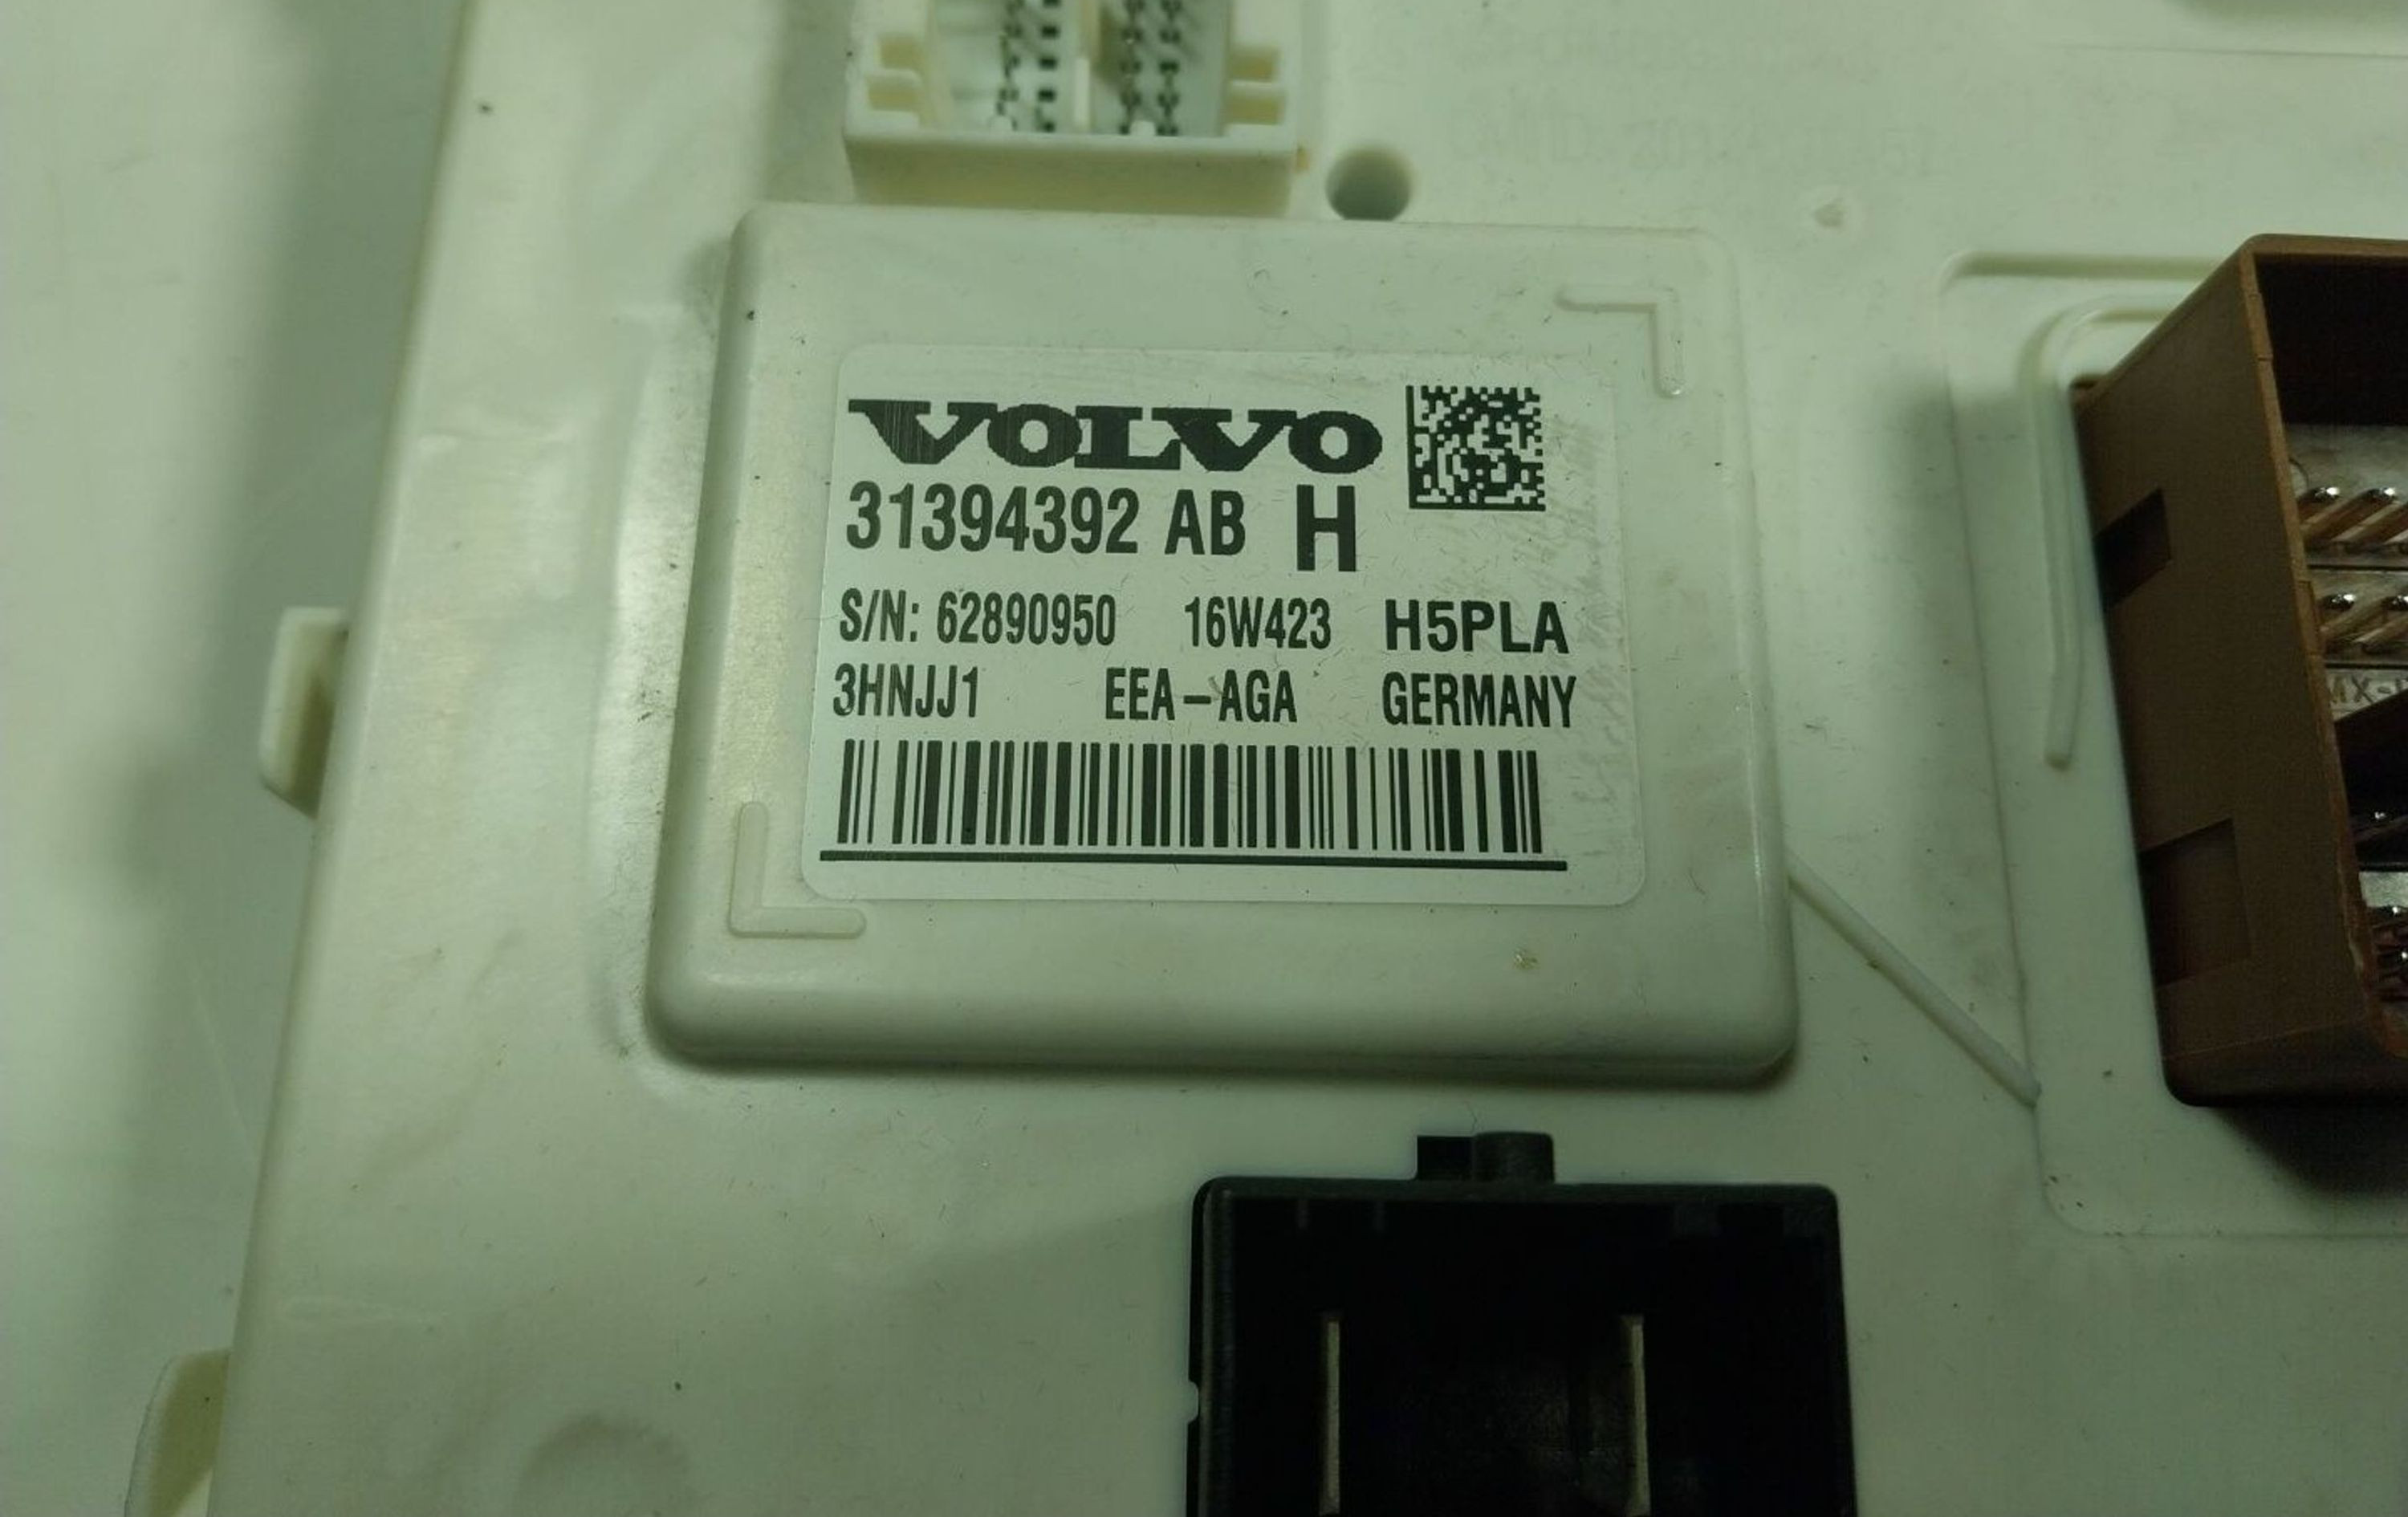 VOLVO
31394392 AB H
S/N: 62890950 16W423 H5PLA
3HNJJ1 EEA-AGA GERMANY